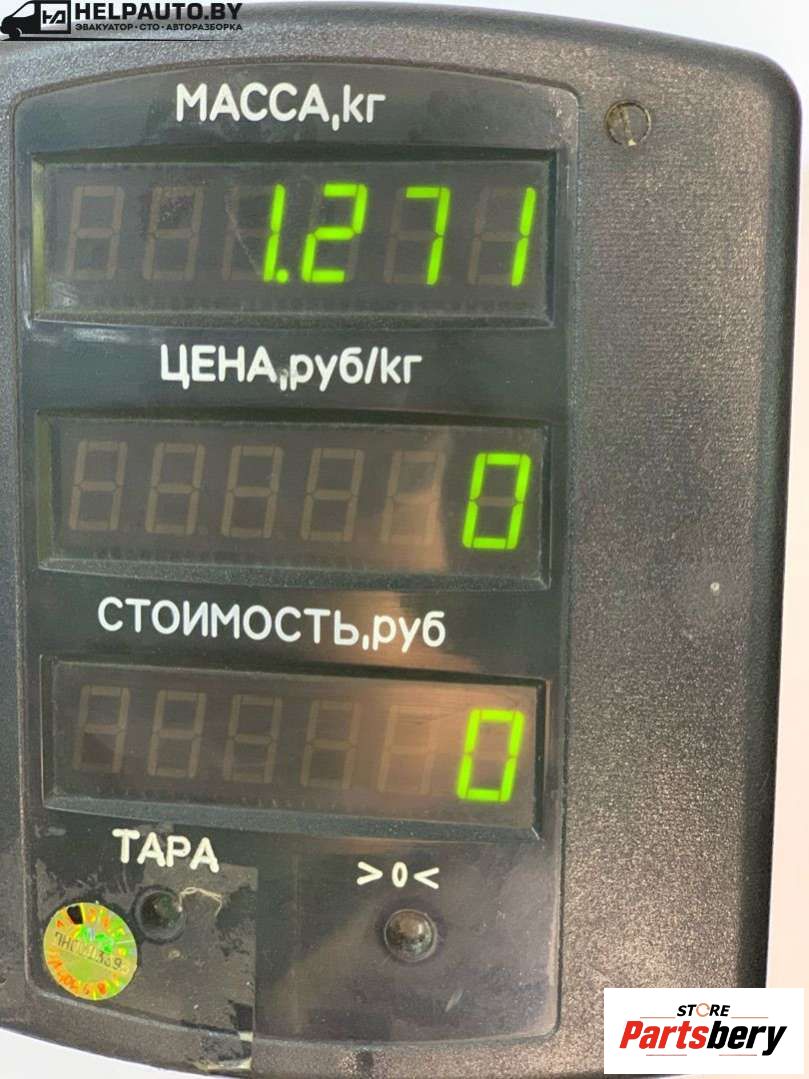 HELPAUTO.BY
ЭВАКУАТОР • СТО • АВТОРАЗБОРКА
МАССА,кг
1.271
ЦЕНА,руб/кг
0
СТОИМОСТЬ,руб
0
ТАРА
>0<
STORE
Partsbery